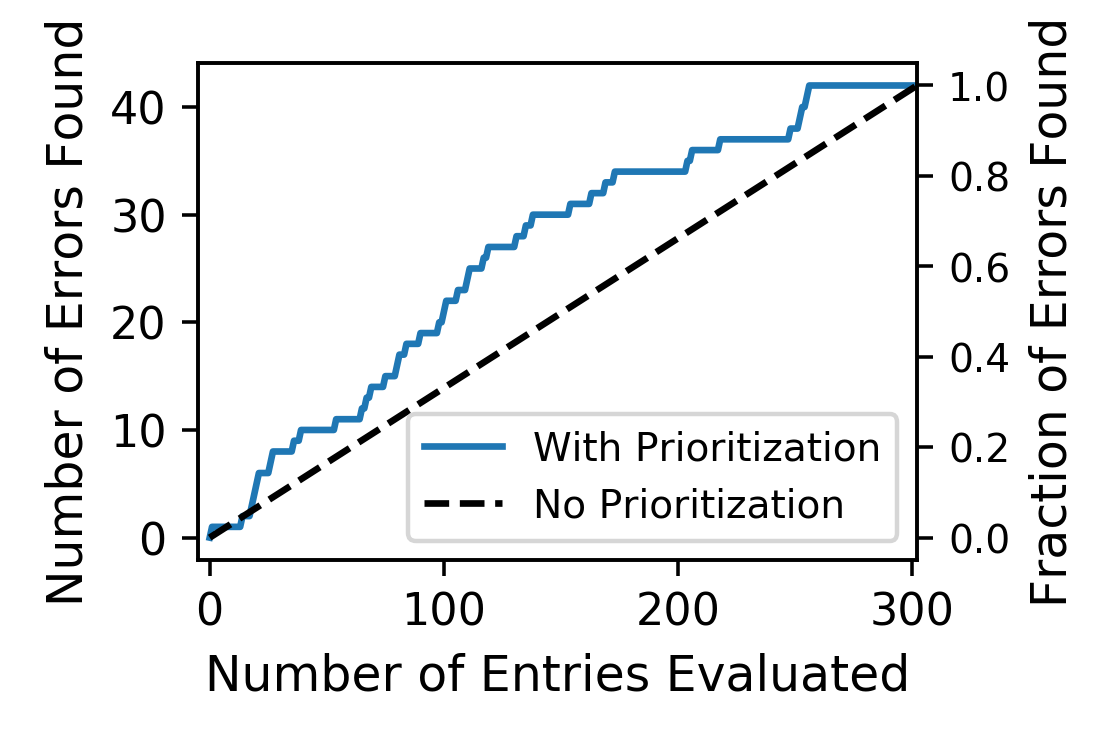 Number of Errors Found
40
30
20
10
0
1.0
0.8
0.6
0.4
0.2
0.0
Fraction of Errors Found
With Prioritization
No Prioritization
0 100 200 300
Number of Entries Evaluated